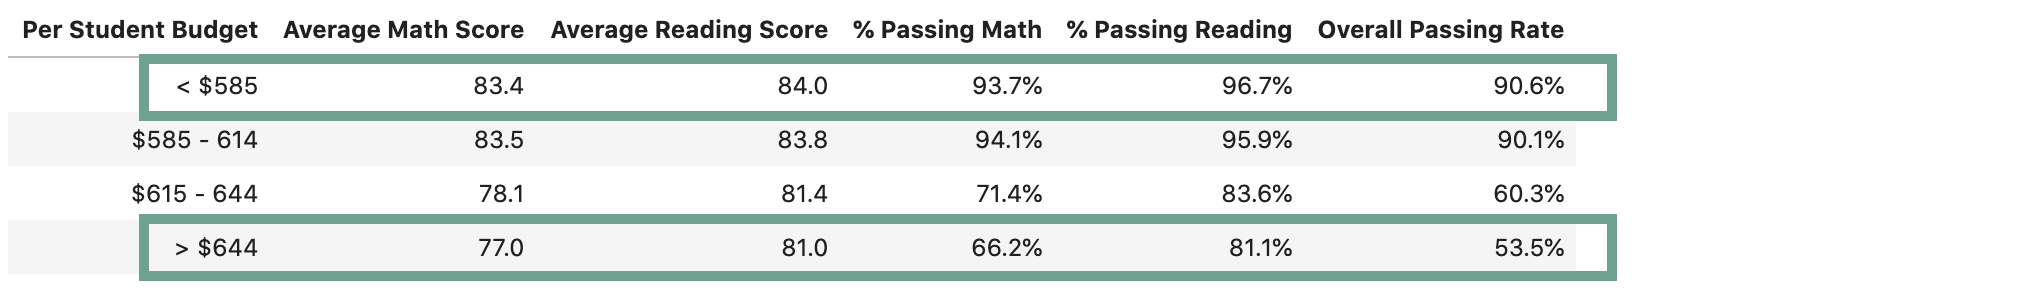 Per Student Budget Average Math Score Average Reading Score % Passing Math % Passing Reading Overall Passing Rate
< $585 83.4 84.0 93.7% 96.7% 90.6%
$585 - 614 83.5 83.8 94.1% 95.9% 90.1%
$615 - 644 78.1 81.4 71.4% 83.6% 60.3%
> $644 77.0 81.0 66.2% 81.1% 53.5%